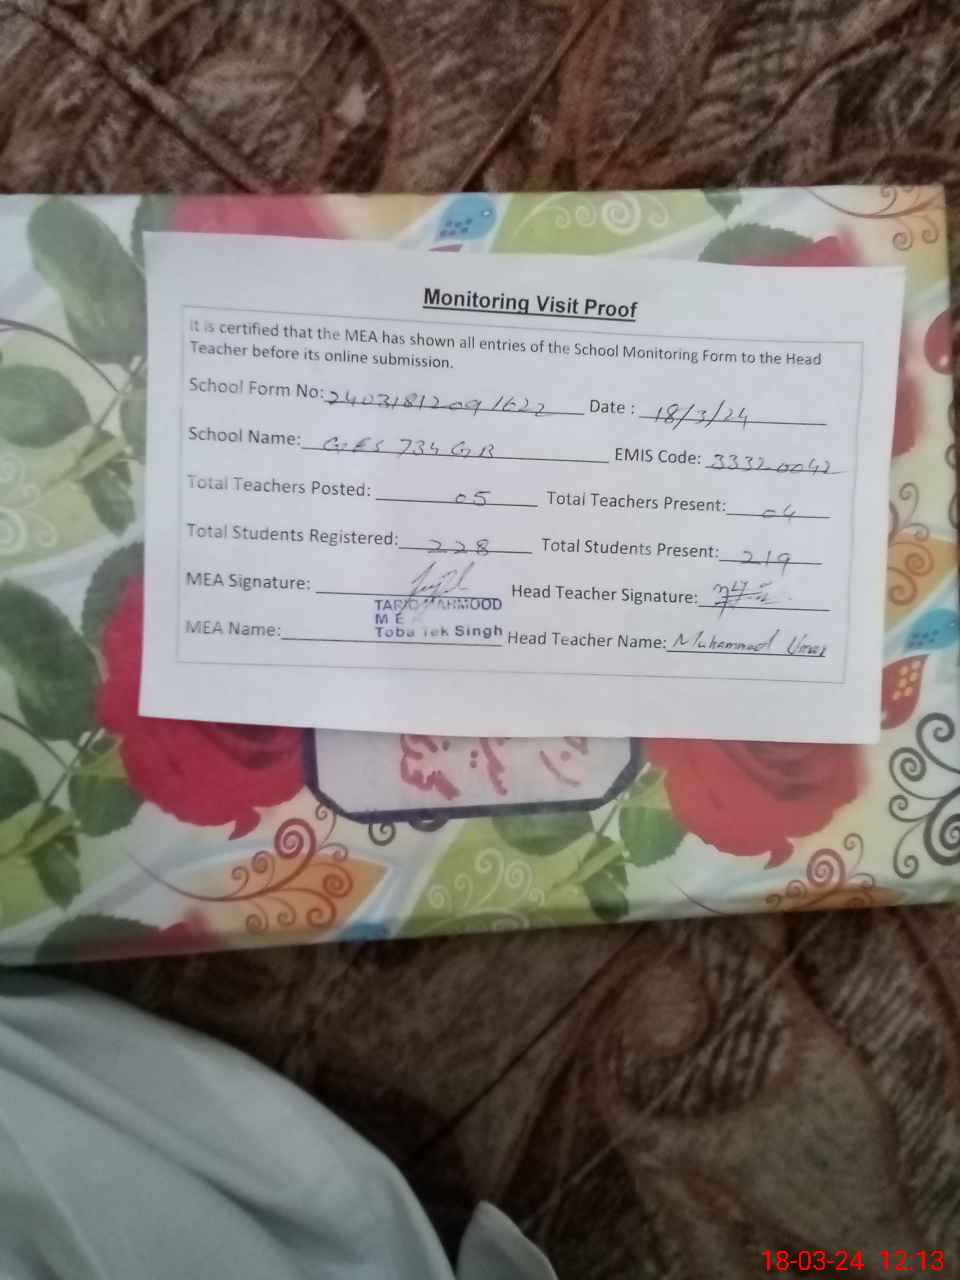 Monitoring Visit Proof
It is certified that the MEA has shown all entries of the School Monitoring Form to the Head
Teacher before its online submission.
School Form No: 24031812091622 Date : 18/3/24
School Name: GES 734 GB EMIS Code: 33320042
Total Teachers Posted: 05 Total Teachers Present: 04
Total Students Registered: 228 Total Students Present: 219
MEA Signature: Head Teacher Signature:
TARIQ MAHMOOD
MEA
Toba Tek Singh
MEA Name: Head Teacher Name: Muhammad Umar
18-03-24 12:13